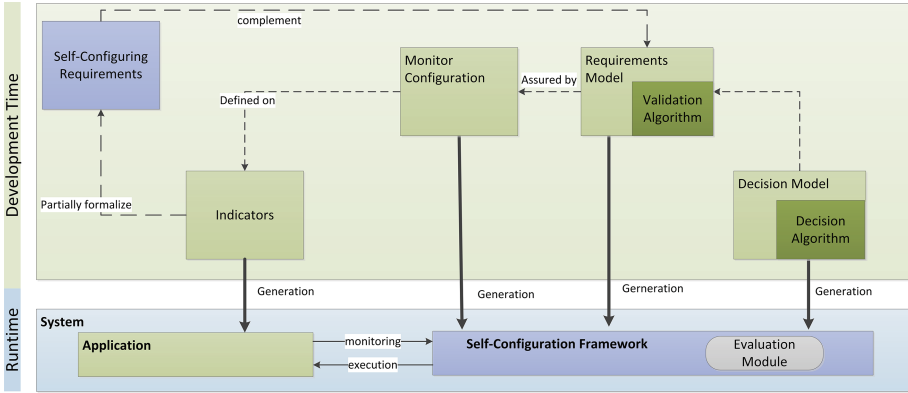 Development Time
complement
Self-Configuring
Requirements
Monitor
Configuration
Assured by
Requirements
Model
Validation
Algorithm
Defined on
Partially formalize
Indicators
Decision Model
Decision
Algorithm
Generation
Generation
Gerneration
Generation
Runtime
System
Application
monitoring
execution
Self-Configuration Framework
Evaluation
Module